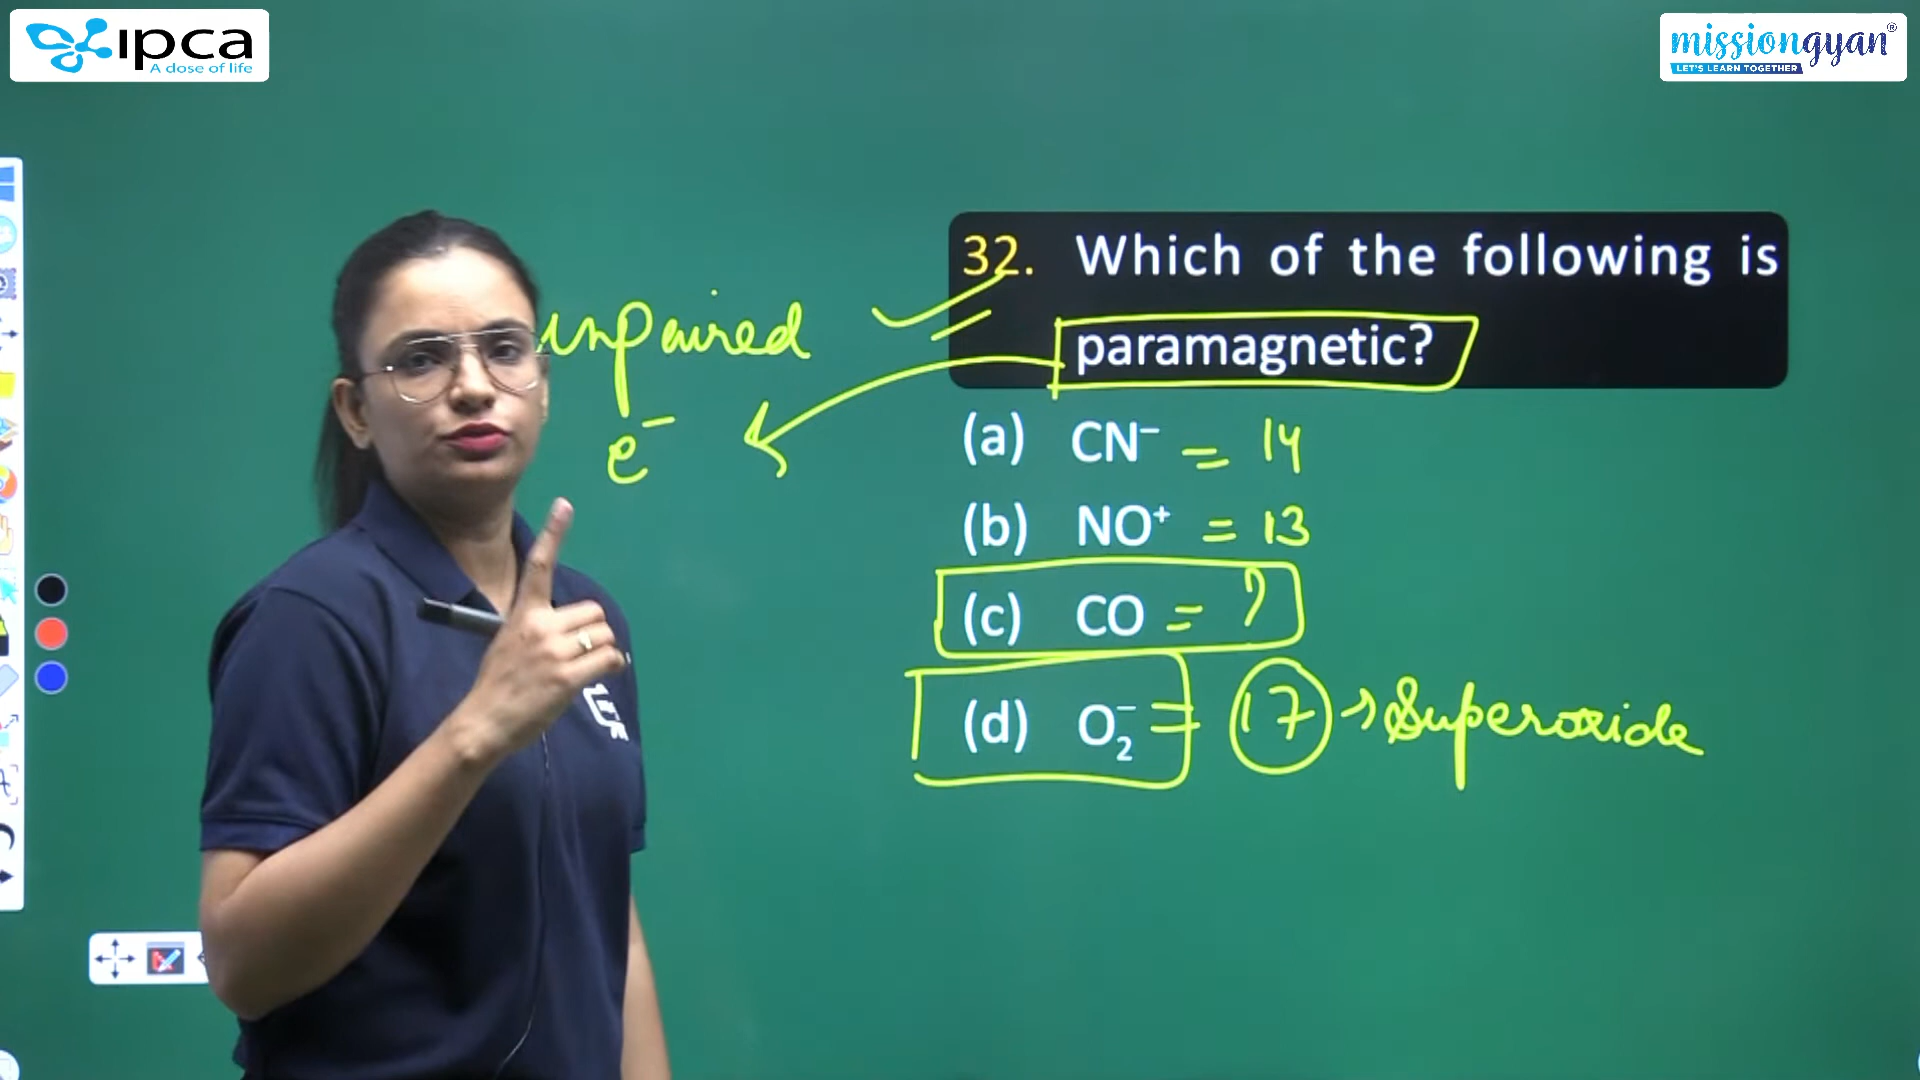 ipca
A dose of life
missiongyan®
LET'S LEARN TOGETHER
32. Which of the following is
paramagnetic?
unpaired
e⁻
(a) CN⁻ = 14
(b) NO⁺ = 13
(c) CO = ?
(d) O₂⁻ = 17 → Superoxide